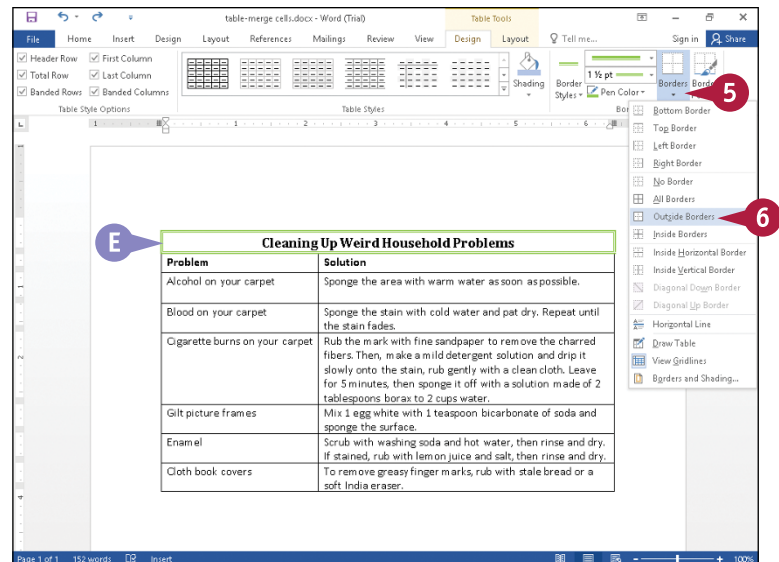 table-merge cells.docx - Word (Trial)
Table Tools
File Home Insert Design Layout References Mailings Review View Design Layout Tell me... Sign in Share
Header Row First Column
Total Row Last Column
Banded Rows Banded Columns
Table Style Options
Table Styles
Shading
Border Styles
1 ½ pt
Pen Color
Borders
5
Bottom Border
Top Border
Left Border
Right Border
No Border
All Borders
Outside Borders
6
Inside Borders
Inside Horizontal Border
Inside Vertical Border
Diagonal Down Border
Diagonal Up Border
Horizontal Line
Draw Table
View Gridlines
Borders and Shading...
L
1 1 2 3 4 5 6
E
Cleaning Up Weird Household Problems
Problem Solution
Alcohol on your carpet Sponge the area with warm water as soon as possible.
Blood on your carpet Sponge the stain with cold water and pat dry. Repeat until
the stain fades.
Cigarette burns on your carpet Rub the mark with fine sandpaper to remove the charred
fibers. Then, make a mild detergent solution and drip it
slowly onto the stain, rub gently with a clean cloth. Leave
for 5 minutes, then sponge it off with a solution made of 2
tablespoons borax to 2 cups water.
Gilt picture frames Mix 1 egg white with 1 teaspoon bicarbonate of soda and
sponge the surface.
Enamel Scrub with washing soda and hot water, then rinse and dry.
If stained, rub with lemon juice and salt, then rinse and dry.
Cloth book covers To remove greasy finger marks, rub with stale bread or a
soft India eraser.
Page 1 of 1 152 words Insert 100%